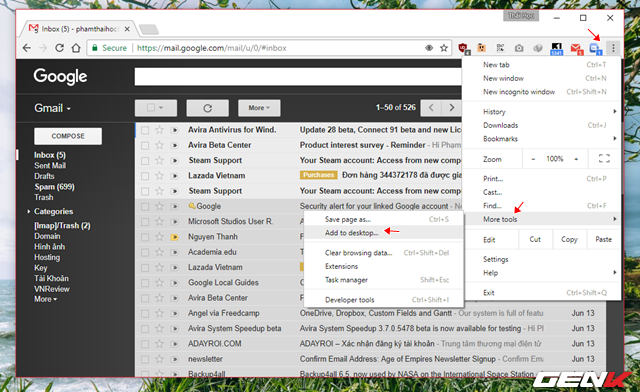 Thái Học
Inbox (5) - phamthaihoc
Secure https://mail.google.com/mail/u/0/#inbox
Google
Gmail
More
1–50 of 526
COMPOSE
Inbox (5)
Sent Mail
Drafts
Spam (699)
Trash
Categories
[Imap]/Trash (2)
Domain
Hình ảnh
Hosting
Key
Tài Khoản
VNReview
More
Avira Antivirus for Wind. Update 28 beta, Connect 91 beta and new Lice
Avira Beta Center Product interest survey - Reminder - Hi Pham
Steam Support Your Steam account: Access from new comp
Lazada Vietnam Purchases Đơn hàng 344372178 đã được gia
Steam Support Your Steam account: Access from new comp
Google Security alert for your linked Google account
Microsoft Studios User R.
Nguyen Thanh
Academia.edu
Lazada Vietnam
Google Local Guides
Avira Beta Center
Angel via Freedcamp OneDrive, Dropbox, Custom Fields and Gantt - Our system is full of important feature Jun 13
Avira System Speedup beta Avira System Speedup 3.7.0.5478 beta is now available for testing - Hi Jun 13
ADAYROI.COM ADAYROI.COM – Xác nhận đăng ký tài khoản - Trung tâm thương mại điện tử Jun 13
newsletter Confirm Email Address: Age of Empires Newsletter Signup - Confirm Email Jun 13
Backup4all Backup4all 6.5, now used by NASA on the International Space Station
New tab Ctrl+T
New window Ctrl+N
New incognito window Ctrl+Shift+N
History
Downloads Ctrl+J
Bookmarks
Zoom - 100% +
Print... Ctrl+P
Cast...
Find... Ctrl+F
More tools
Edit Cut Copy Paste
Settings
Help
Exit Ctrl+Shift+Q
Save page as... Ctrl+S
Add to desktop...
Clear browsing data... Ctrl+Shift+Del
Extensions
Task manager Shift+Esc
Developer tools Ctrl+Shift+I
GENK